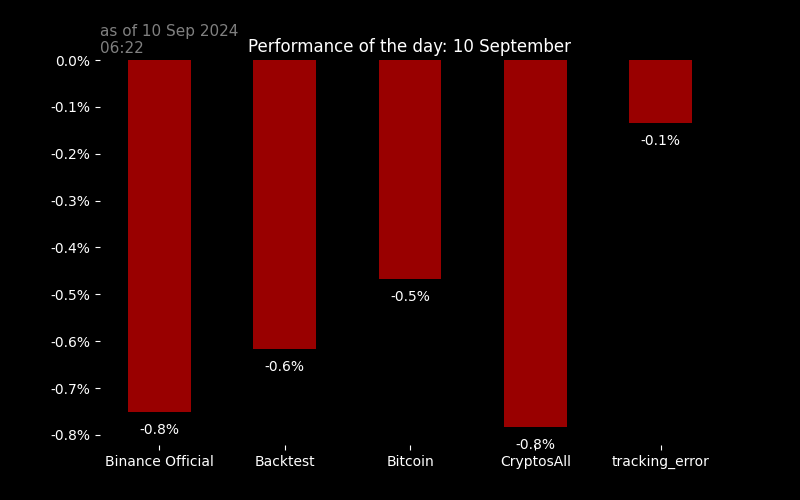 as of 10 Sep 2024
06:22
Performance of the day: 10 September
0.0%
-0.1%
-0.2%
-0.3%
-0.4%
-0.5%
-0.6%
-0.7%
-0.8%
-0.8%
-0.6%
-0.5%
-0.8%
-0.1%
Binance Official
Backtest
Bitcoin
CryptosAll
tracking_error